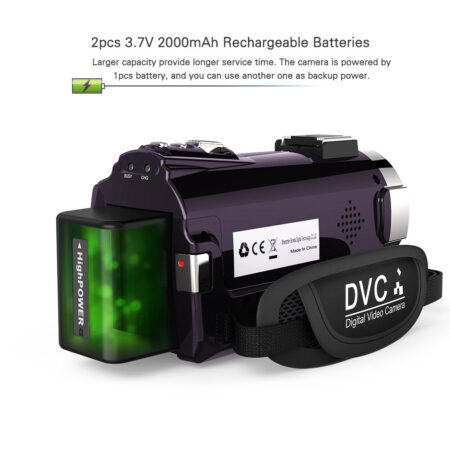 2pcs 3.7V 2000mAh Rechargeable Batteries
Larger capacity provide longer service time. The camera is powered by
1pcs battery, and you can use another one as backup power.
BUSY CHG
HighPOWER
CE
Made in China
DVC
Digital Video Camera